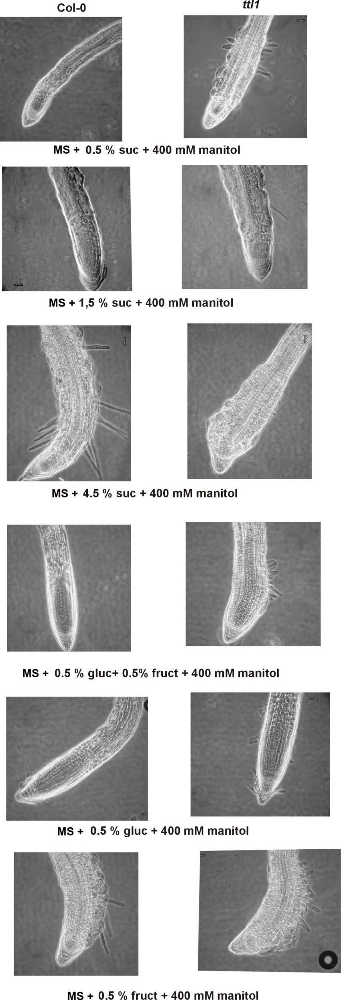 Col-0 ttl1
MS + 0.5 % suc + 400 mM manitol
MS + 1,5 % suc + 400 mM manitol
MS + 4.5 % suc + 400 mM manitol
MS + 0.5 % gluc+ 0.5% fruct + 400 mM manitol
MS + 0.5 % gluc + 400 mM manitol
MS + 0.5 % fruct + 400 mM manitol